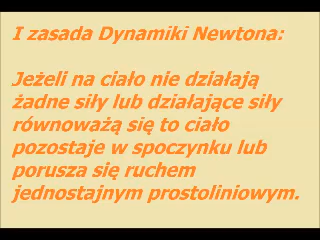 I zasada Dynamiki Newtona:
Jeżeli na ciało nie działają
żadne siły lub działające siły
równoważą się to ciało
pozostaje w spoczynku lub
porusza się ruchem
jednostajnym prostoliniowym.